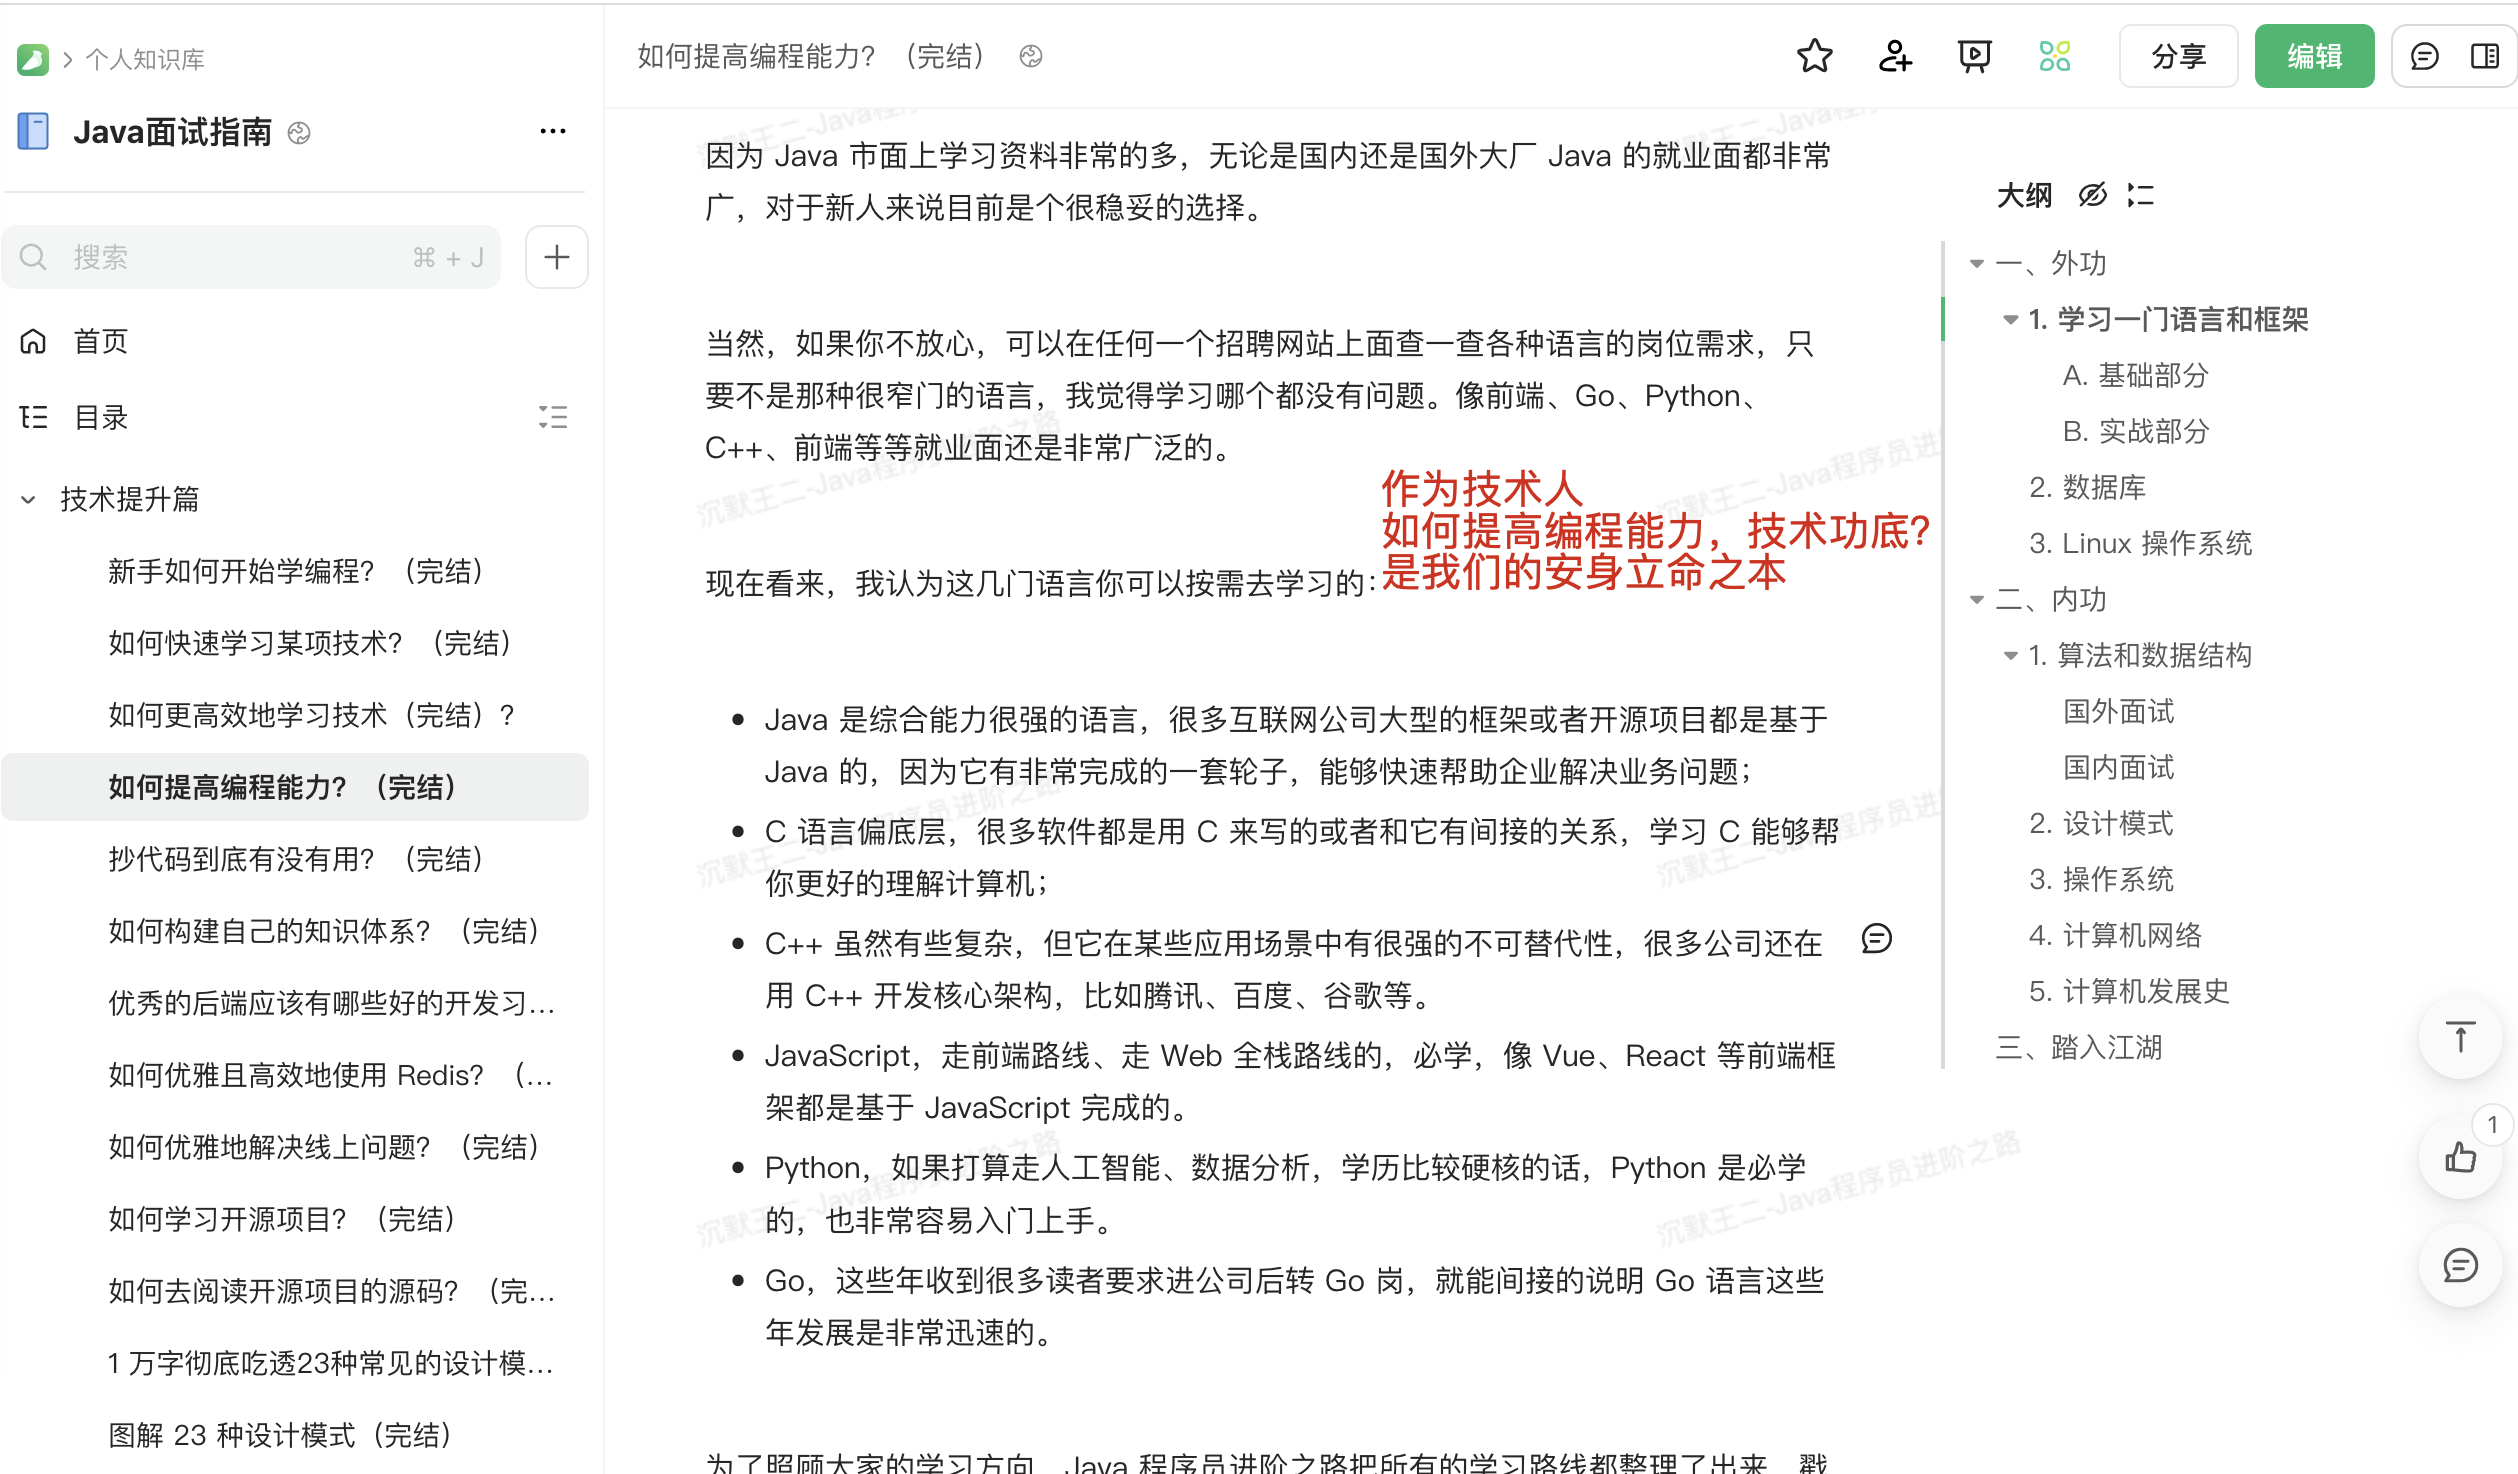 个人知识库
Java面试指南
搜索
⌘ + J
首页
目录
技术提升篇
新手如何开始学编程？（完结）
如何快速学习某项技术？（完结）
如何更高效地学习技术（完结）？
如何提高编程能力？（完结）
抄代码到底有没有用？（完结）
如何构建自己的知识体系？（完结）
优秀的后端应该有哪些好的开发习...
如何优雅且高效地使用 Redis？（...
如何优雅地解决线上问题？（完结）
如何学习开源项目？（完结）
如何去阅读开源项目的源码？（完...
1 万字彻底吃透23种常见的设计模...
图解 23 种设计模式（完结）
如何提高编程能力？（完结）
分享
编辑
因为 Java 市面上学习资料非常的多，无论是国内还是国外大厂 Java 的就业面都非常
广，对于新人来说目前是个很稳妥的选择。
当然，如果你不放心，可以在任何一个招聘网站上面查一查各种语言的岗位需求，只
要不是那种很窄门的语言，我觉得学习哪个都没有问题。像前端、Go、Python、
C++、前端等等就业面还是非常广泛的。
作为技术人
如何提高编程能力，技术功底？
是我们的安身立命之本
现在看来，我认为这几门语言你可以按需去学习的：
Java 是综合能力很强的语言，很多互联网公司大型的框架或者开源项目都是基于
Java 的，因为它有非常完成的一套轮子，能够快速帮助企业解决业务问题；
C 语言偏底层，很多软件都是用 C 来写的或者和它有间接的关系，学习 C 能够帮
你更好的理解计算机；
C++ 虽然有些复杂，但它在某些应用场景中有很强的不可替代性，很多公司还在
用 C++ 开发核心架构，比如腾讯、百度、谷歌等。
JavaScript，走前端路线、走 Web 全栈路线的，必学，像 Vue、React 等前端框
架都是基于 JavaScript 完成的。
Python，如果打算走人工智能、数据分析，学历比较硬核的话，Python 是必学
的，也非常容易入门上手。
Go，这些年收到很多读者要求进公司后转 Go 岗，就能间接的说明 Go 语言这些
年发展是非常迅速的。
为了照顾大家的学习方向，Java 程序员进阶之路把所有的学习路线都整理了出来，戳
大纲
一、外功
1. 学习一门语言和框架
A. 基础部分
B. 实战部分
2. 数据库
3. Linux 操作系统
二、内功
1. 算法和数据结构
国外面试
国内面试
2. 设计模式
3. 操作系统
4. 计算机网络
5. 计算机发展史
三、踏入江湖
1
沉默王二-Java程序员进阶之路